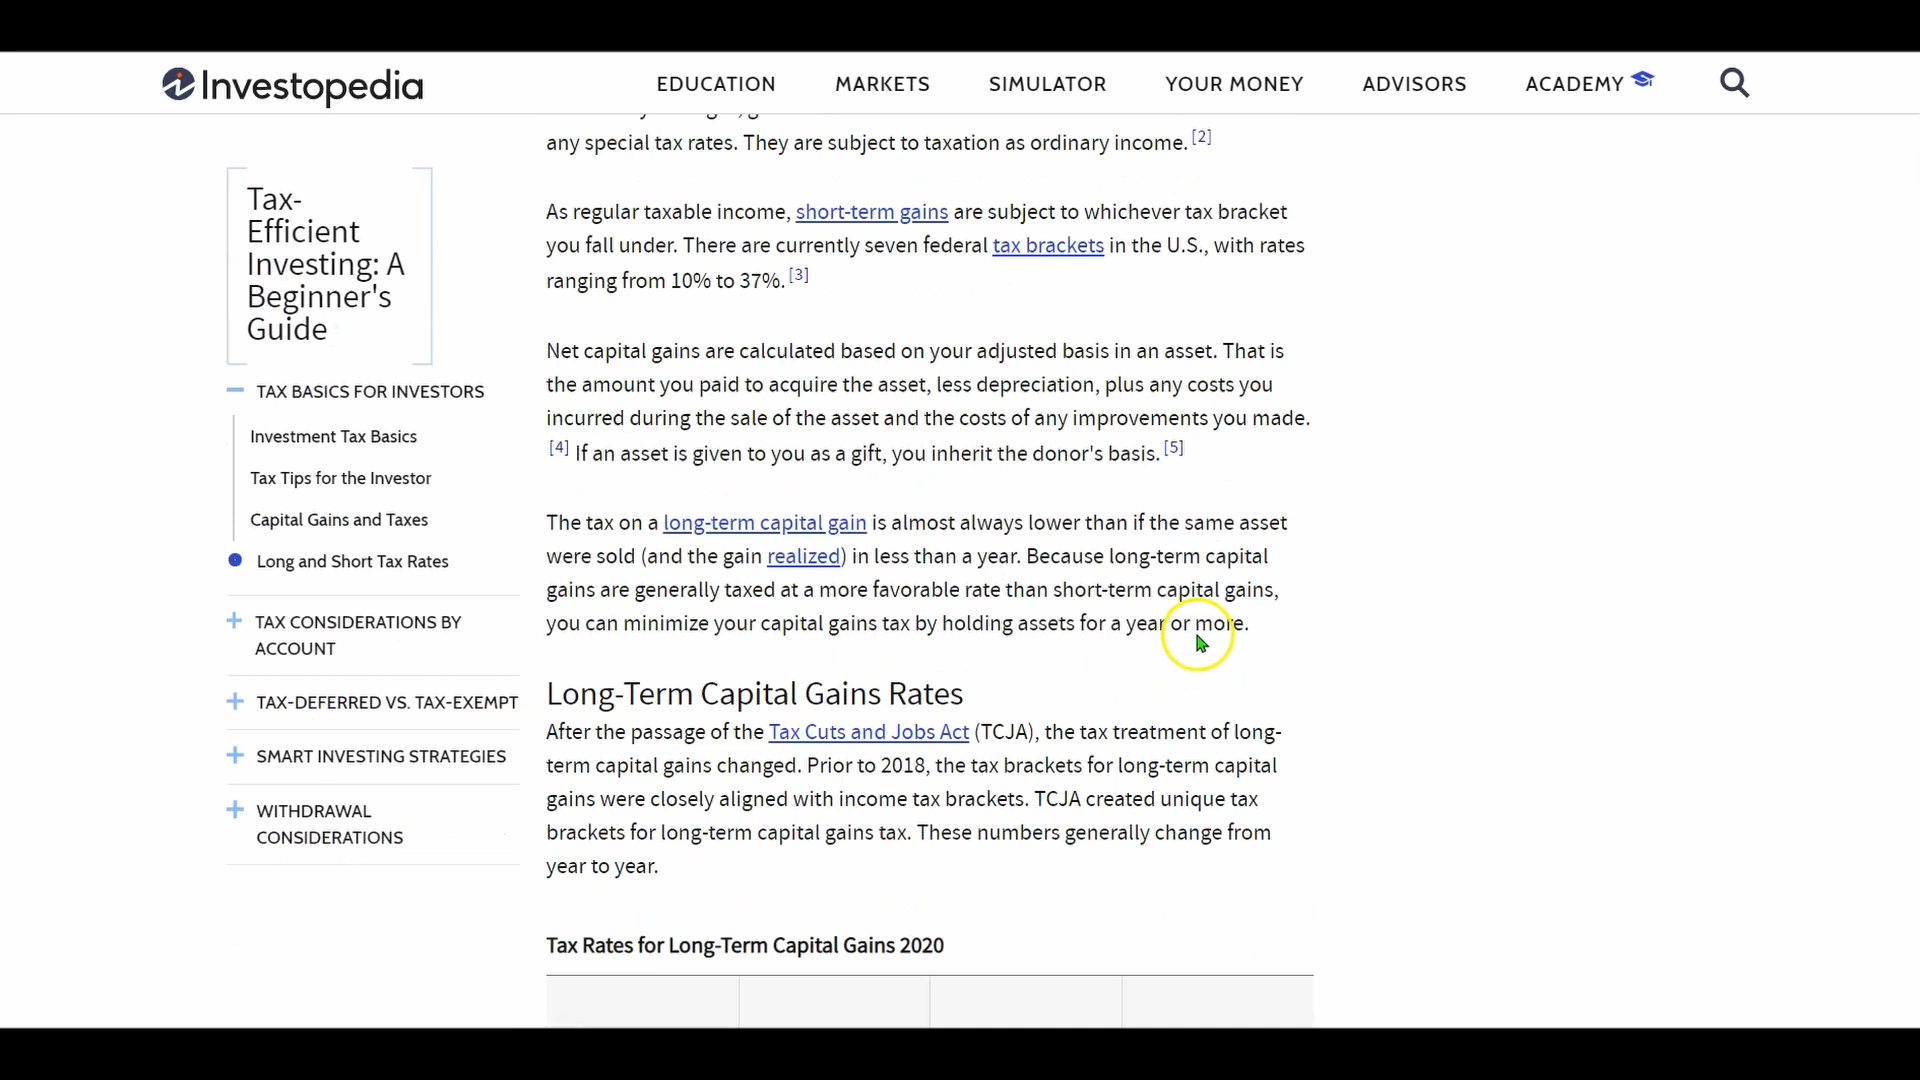 Investopedia
EDUCATION
MARKETS
SIMULATOR
YOUR MONEY
ADVISORS
ACADEMY
Tax-
Efficient
Investing: A
Beginner's
Guide
TAX BASICS FOR INVESTORS
Investment Tax Basics
Tax Tips for the Investor
Capital Gains and Taxes
Long and Short Tax Rates
TAX CONSIDERATIONS BY
ACCOUNT
TAX-DEFERRED VS. TAX-EXEMPT
SMART INVESTING STRATEGIES
WITHDRAWAL
CONSIDERATIONS
any special tax rates. They are subject to taxation as ordinary income. [2]
As regular taxable income, short-term gains are subject to whichever tax bracket
you fall under. There are currently seven federal tax brackets in the U.S., with rates
ranging from 10% to 37%. [3]
Net capital gains are calculated based on your adjusted basis in an asset. That is
the amount you paid to acquire the asset, less depreciation, plus any costs you
incurred during the sale of the asset and the costs of any improvements you made.
[4] If an asset is given to you as a gift, you inherit the donor's basis. [5]
The tax on a long-term capital gain is almost always lower than if the same asset
were sold (and the gain realized) in less than a year. Because long-term capital
gains are generally taxed at a more favorable rate than short-term capital gains,
you can minimize your capital gains tax by holding assets for a year or more.
Long-Term Capital Gains Rates
After the passage of the Tax Cuts and Jobs Act (TCJA), the tax treatment of long-
term capital gains changed. Prior to 2018, the tax brackets for long-term capital
gains were closely aligned with income tax brackets. TCJA created unique tax
brackets for long-term capital gains tax. These numbers generally change from
year to year.
Tax Rates for Long-Term Capital Gains 2020